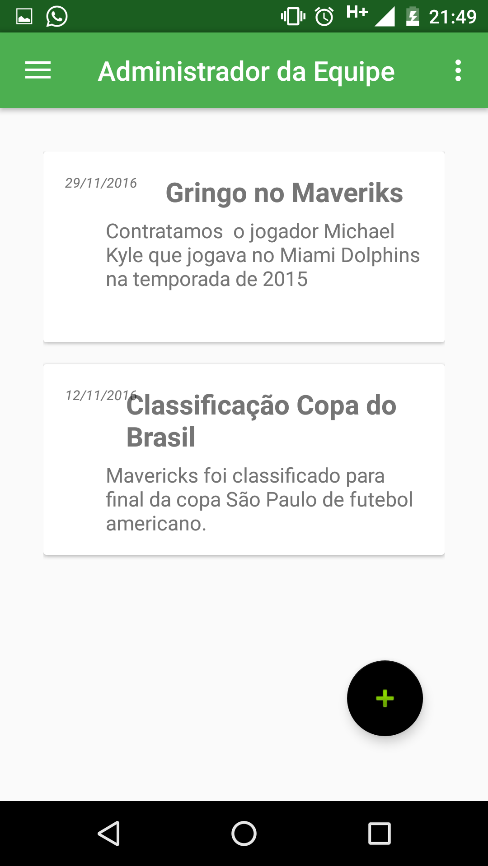 H+ 21:49
Administrador da Equipe
29/11/2016
Gringo no Maveriks
Contratamos o jogador Michael
Kyle que jogava no Miami Dolphins
na temporada de 2015
12/11/2016
Classificação Copa do
Brasil
Mavericks foi classificado para
final da copa São Paulo de futebol
americano.